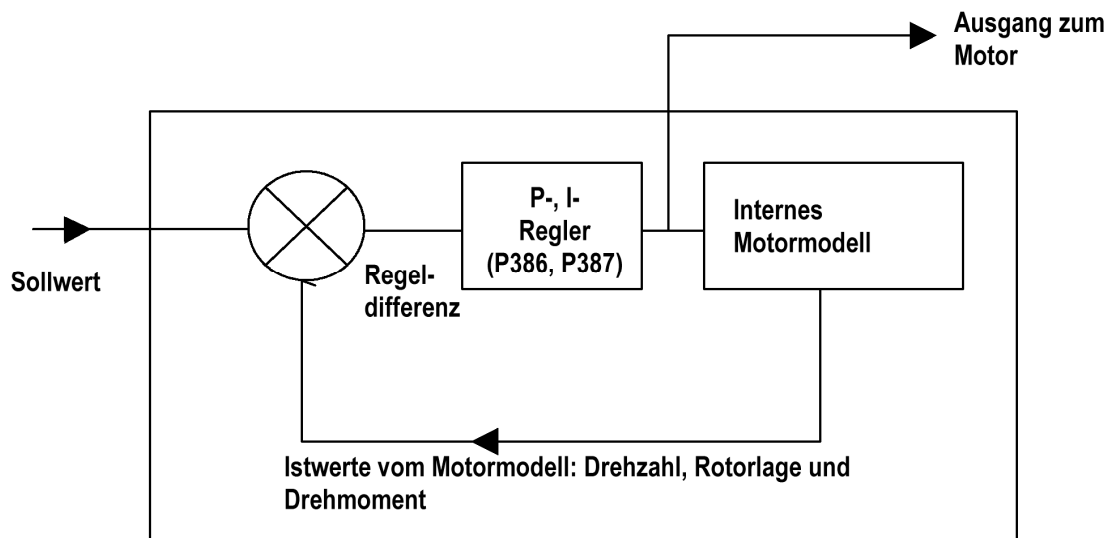 Ausgang zum
Motor
P-, I-
Regler
(P386, P387)
Internes
Motormodell
Sollwert
Regel-
differenz
Istwerte vom Motormodell: Drehzahl, Rotorlage und
Drehmoment